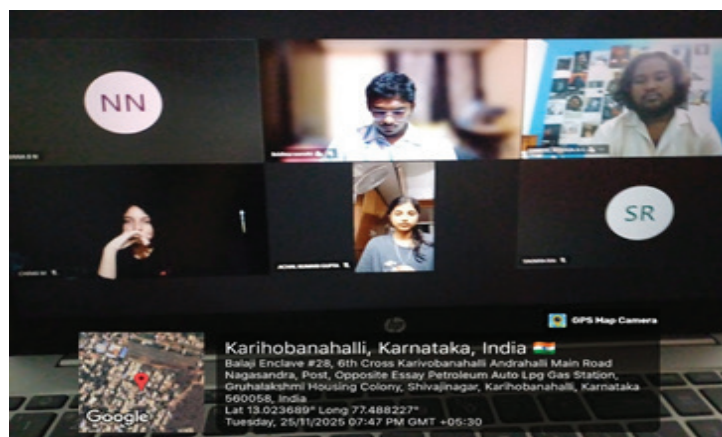 NN
SR
GPS Map Camera
Karihobanahalli, Karnataka, India
Balaji Enclave #28, 6th Cross Karivobanahalli Andrahalli Main Road
Nagasandra, Post, Opposite Essay Petroleum Auto Lpg Gas Station,
Gruhalakshmi Housing Colony, Shivajinagar, Karihobanahalli, Karnataka
560058, India
Lat 13.023689° Long 77.488227°
Tuesday, 25/11/2025 07:47 PM GMT +05:30
Google
hp